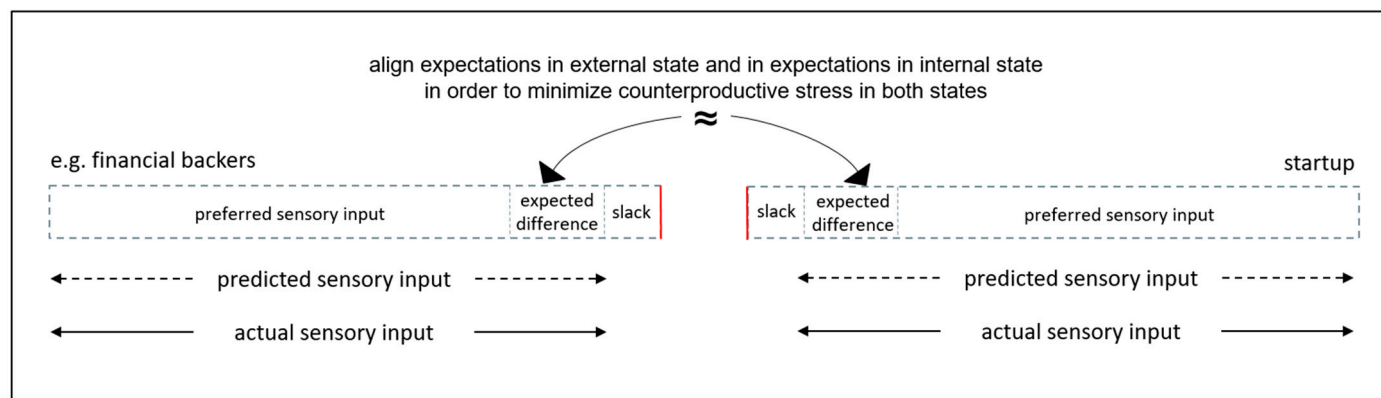 align expectations in external state and in expectations in internal state
in order to minimize counterproductive stress in both states
≈
e.g. financial backers
startup
preferred sensory input
expected
difference
slack
slack
expected
difference
preferred sensory input
predicted sensory input
predicted sensory input
actual sensory input
actual sensory input